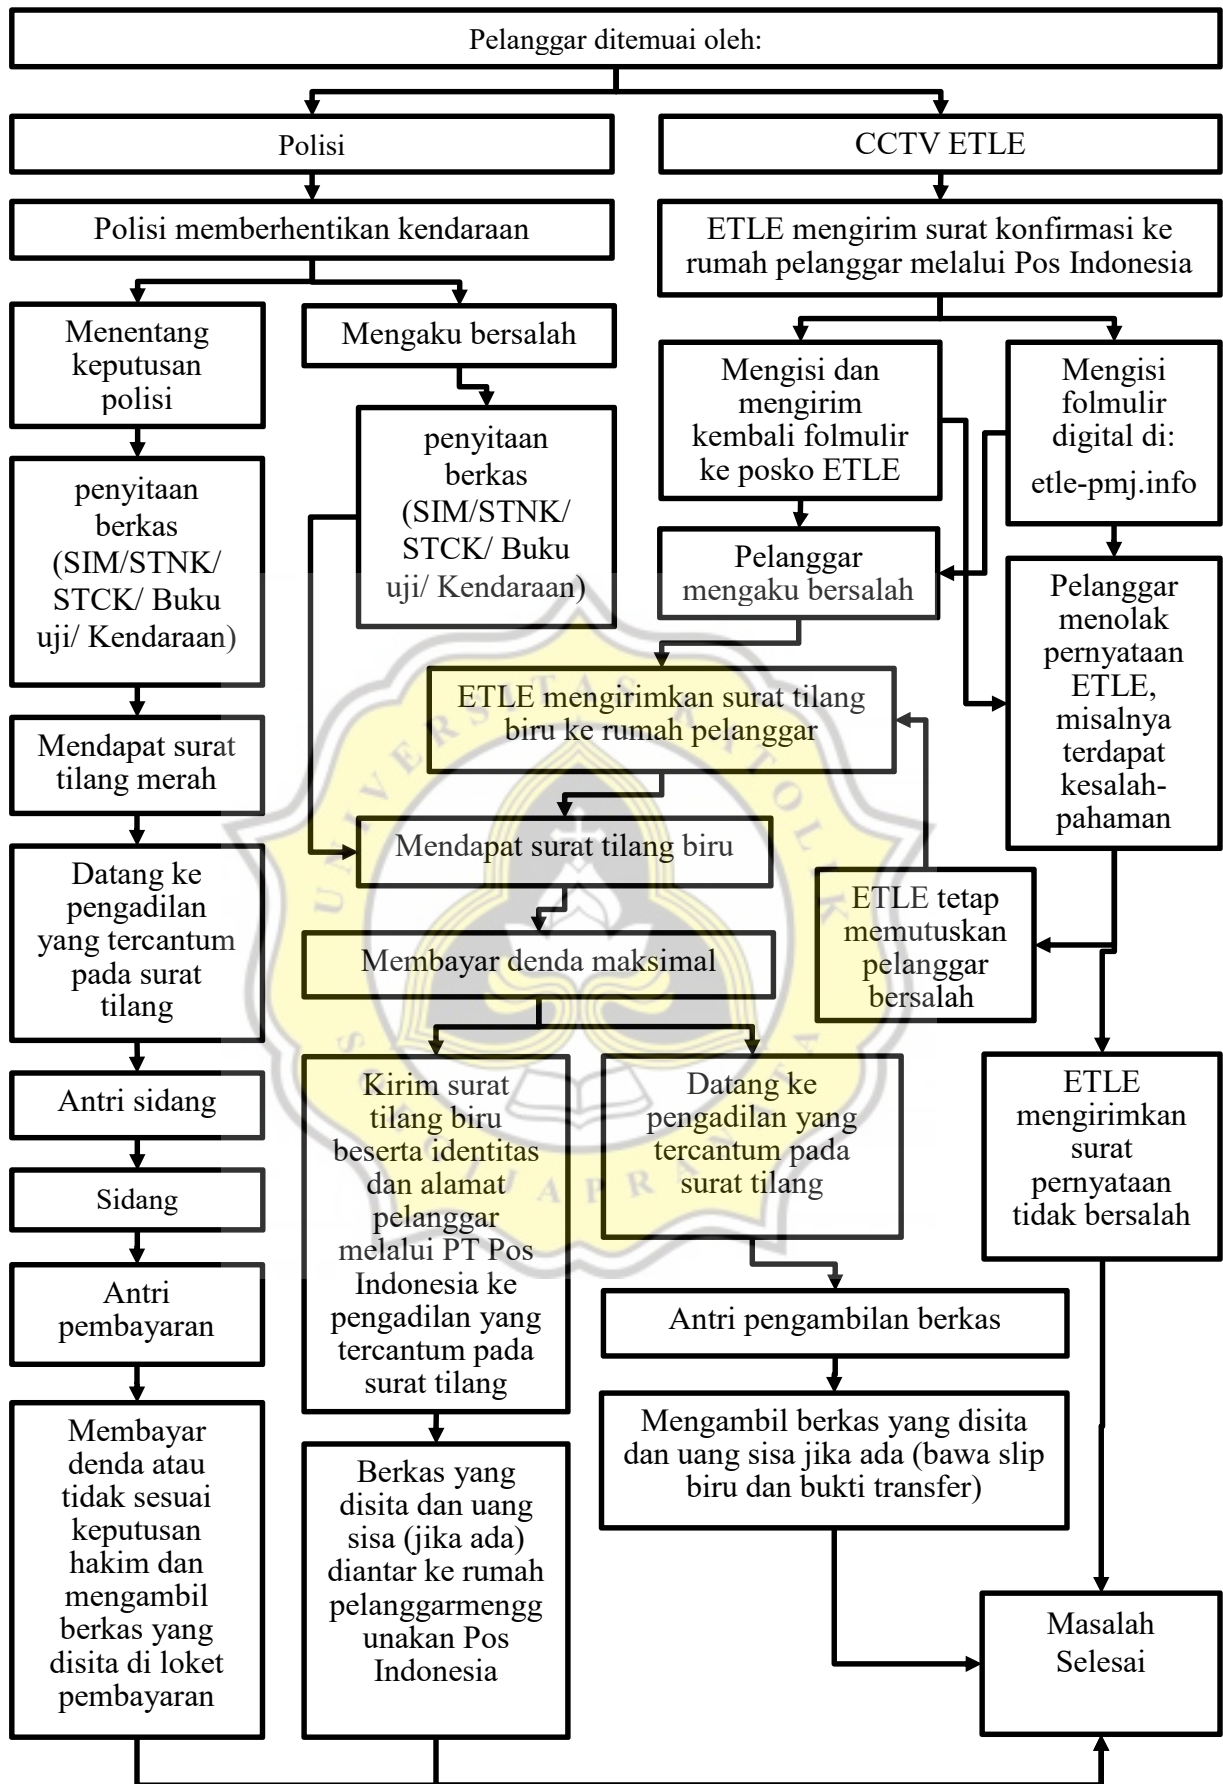 Pelanggar ditemuai oleh:
Polisi
CCTV ETLE
Polisi memberhentikan kendaraan
ETLE mengirim surat konfirmasi ke
rumah pelanggar melalui Pos Indonesia
Menentang
keputusan
polisi
Mengaku bersalah
Mengisi dan
mengirim
kembali folmulir
ke posko ETLE
Mengisi
folmulir
digital di:
etle-pmj.info
penyitaan
berkas
(SIM/STNK/
STCK/ Buku
uji/ Kendaraan)
penyitaan
berkas
(SIM/STNK/
STCK/ Buku
uji/ Kendaraan)
Pelanggar
mengaku bersalah
Pelanggar
menolak
pernyataan
ETLE,
misalnya
terdapat
kesalah-
pahaman
ETLE mengirimkan surat tilang
biru ke rumah pelanggar
Mendapat surat
tilang merah
Mendapat surat tilang biru
Datang ke
pengadilan
yang tercantum
pada surat
tilang
ETLE tetap
memutuskan
pelanggar
bersalah
Membayar denda maksimal
Antri sidang
Kirim surat
tilang biru
beserta identitas
dan alamat
pelanggar
melalui PT Pos
Indonesia ke
pengadilan yang
tercantum pada
surat tilang
Datang ke
pengadilan yang
tercantum pada
surat tilang
ETLE
mengirimkan
surat
pernyataan
tidak bersalah
Sidang
Antri
pembayaran
Antri pengambilan berkas
Membayar
denda atau
tidak sesuai
keputusan
hakim dan
mengambil
berkas yang
disita di loket
pembayaran
Berkas yang
disita dan uang
sisa (jika ada)
diantar ke rumah
pelanggarmengg
unakan Pos
Indonesia
Mengambil berkas yang disita
dan uang sisa jika ada (bawa slip
biru dan bukti transfer)
Masalah
Selesai
UNIVERSITAS KATOLIK
SOEGIJAPRANATA